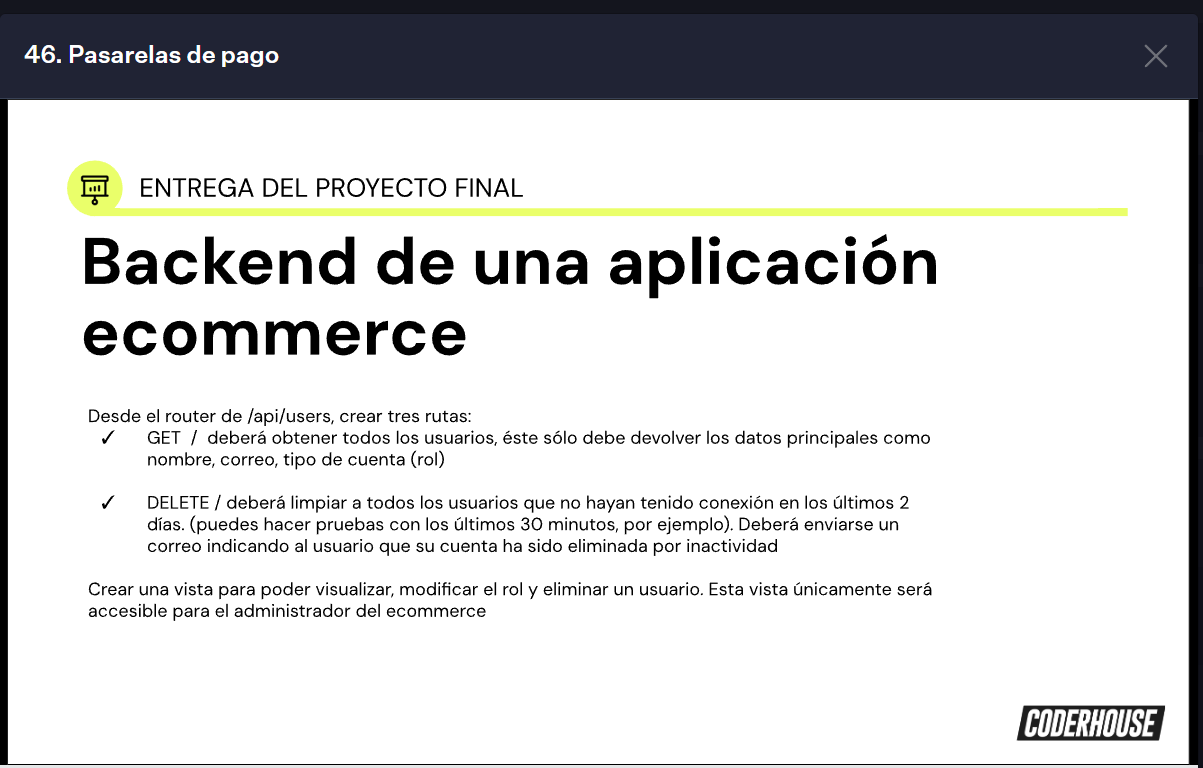 46. Pasarelas de pago
ENTREGA DEL PROYECTO FINAL
Backend de una aplicación
ecommerce
Desde el router de /api/users, crear tres rutas:
✓ GET / deberá obtener todos los usuarios, éste sólo debe devolver los datos principales como
nombre, correo, tipo de cuenta (rol)
✓ DELETE / deberá limpiar a todos los usuarios que no hayan tenido conexión en los últimos 2
días. (puedes hacer pruebas con los últimos 30 minutos, por ejemplo). Deberá enviarse un
correo indicando al usuario que su cuenta ha sido eliminada por inactividad
Crear una vista para poder visualizar, modificar el rol y eliminar un usuario. Esta vista únicamente será
accesible para el administrador del ecommerce
CODERHOUSE